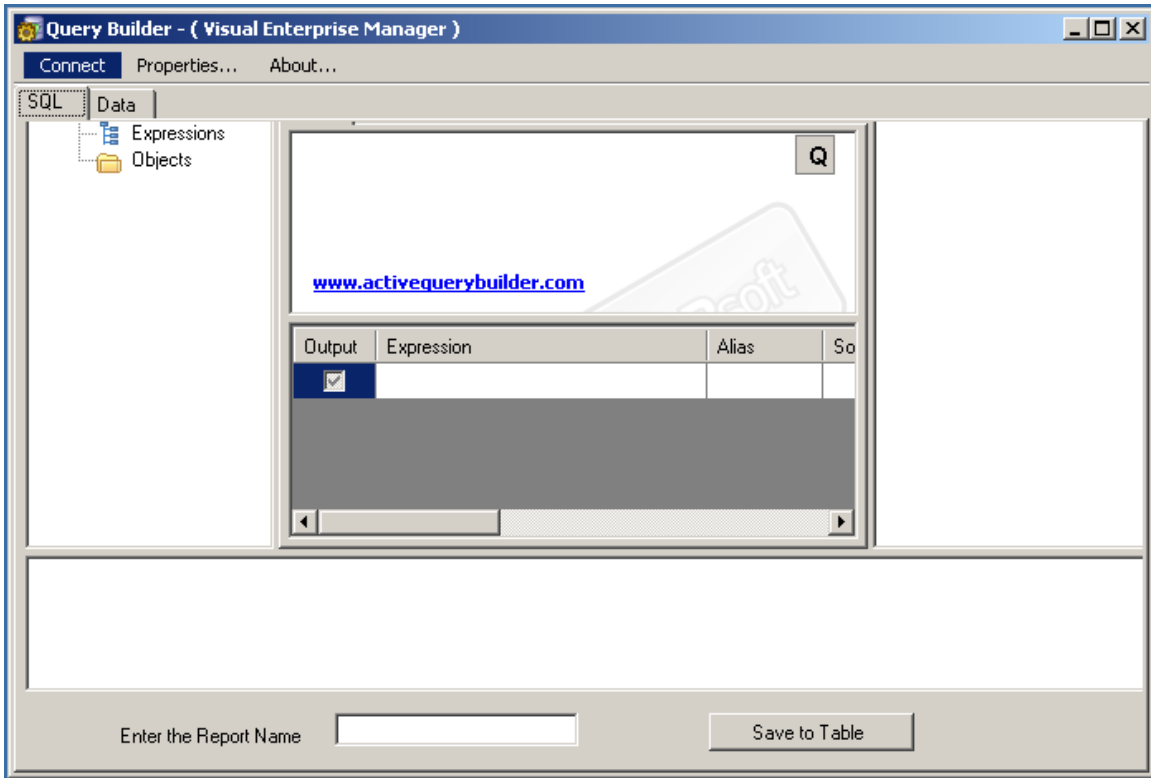 Query Builder - ( Visual Enterprise Manager )
Connect Properties... About...
SQL Data
Expressions
Objects
Q
www.activequerybuilder.com
Output Expression Alias So
Enter the Report Name
Save to Table